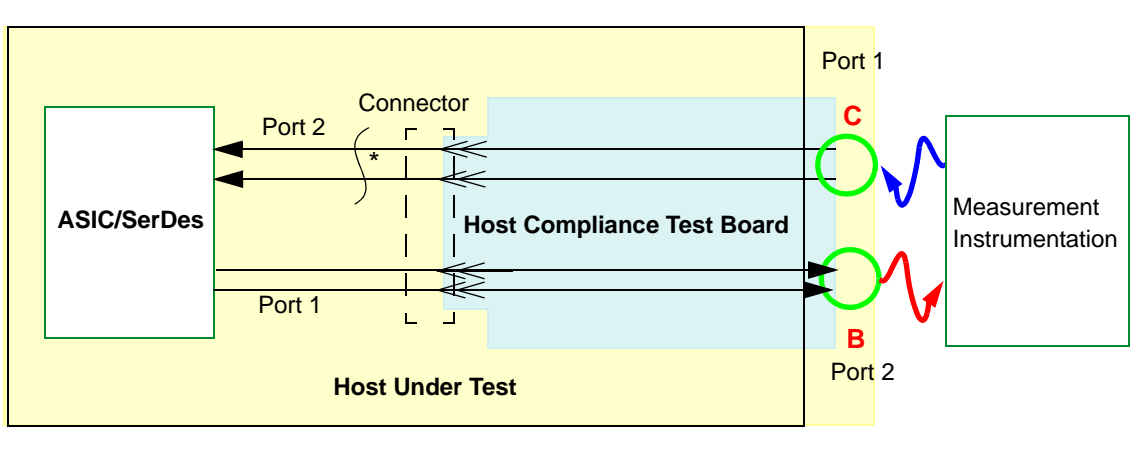 Port 1
Connector
C
Port 2
*
ASIC/SerDes
Host Compliance Test Board
Measurement
Instrumentation
Port 1
B
Port 2
Host Under Test